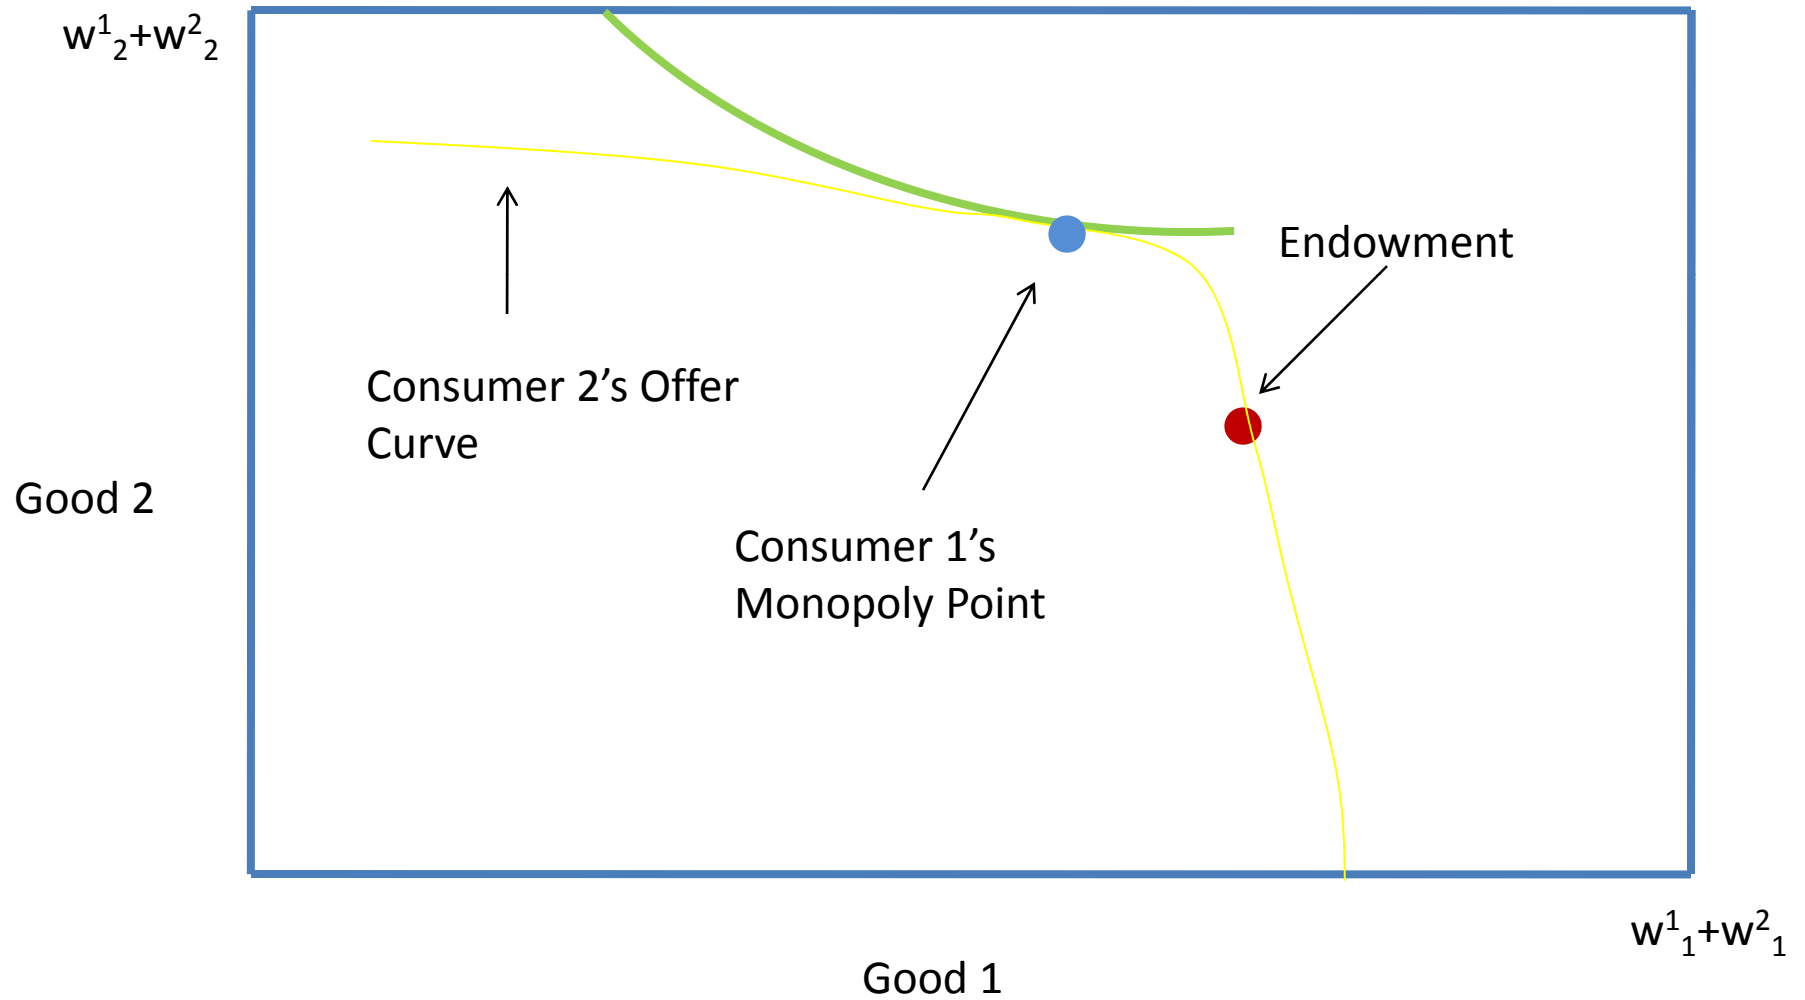 w¹₂+w²₂
Endowment
Consumer 2’s Offer
Curve
Good 2
Consumer 1’s
Monopoly Point
w¹₁+w²₁
Good 1